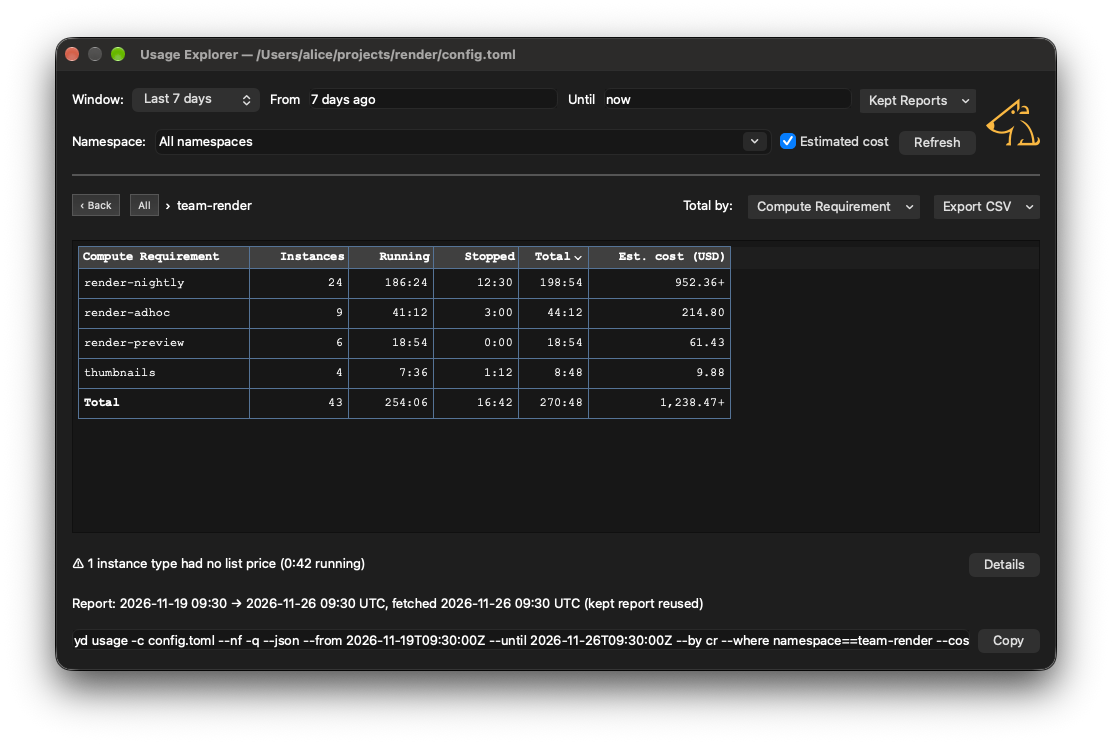 Usage Explorer — /Users/alice/projects/render/config.toml
Window: Last 7 days From 7 days ago Until now Kept Reports
Namespace: All namespaces Estimated cost Refresh
‹ Back All › team-render Total by: Compute Requirement Export CSV
Compute Requirement Instances Running Stopped Total Est. cost (USD)
render-nightly 24 186:24 12:30 198:54 952.36+
render-adhoc 9 41:12 3:00 44:12 214.80
render-preview 6 18:54 0:00 18:54 61.43
thumbnails 4 7:36 1:12 8:48 9.88
Total 43 254:06 16:42 270:48 1,238.47+
⚠ 1 instance type had no list price (0:42 running) Details
Report: 2026-11-19 09:30 → 2026-11-26 09:30 UTC, fetched 2026-11-26 09:30 UTC (kept report reused)
yd usage -c config.toml --nf -q --json --from 2026-11-19T09:30:00Z --until 2026-11-26T09:30:00Z --by cr --where namespace==team-render --cos Copy